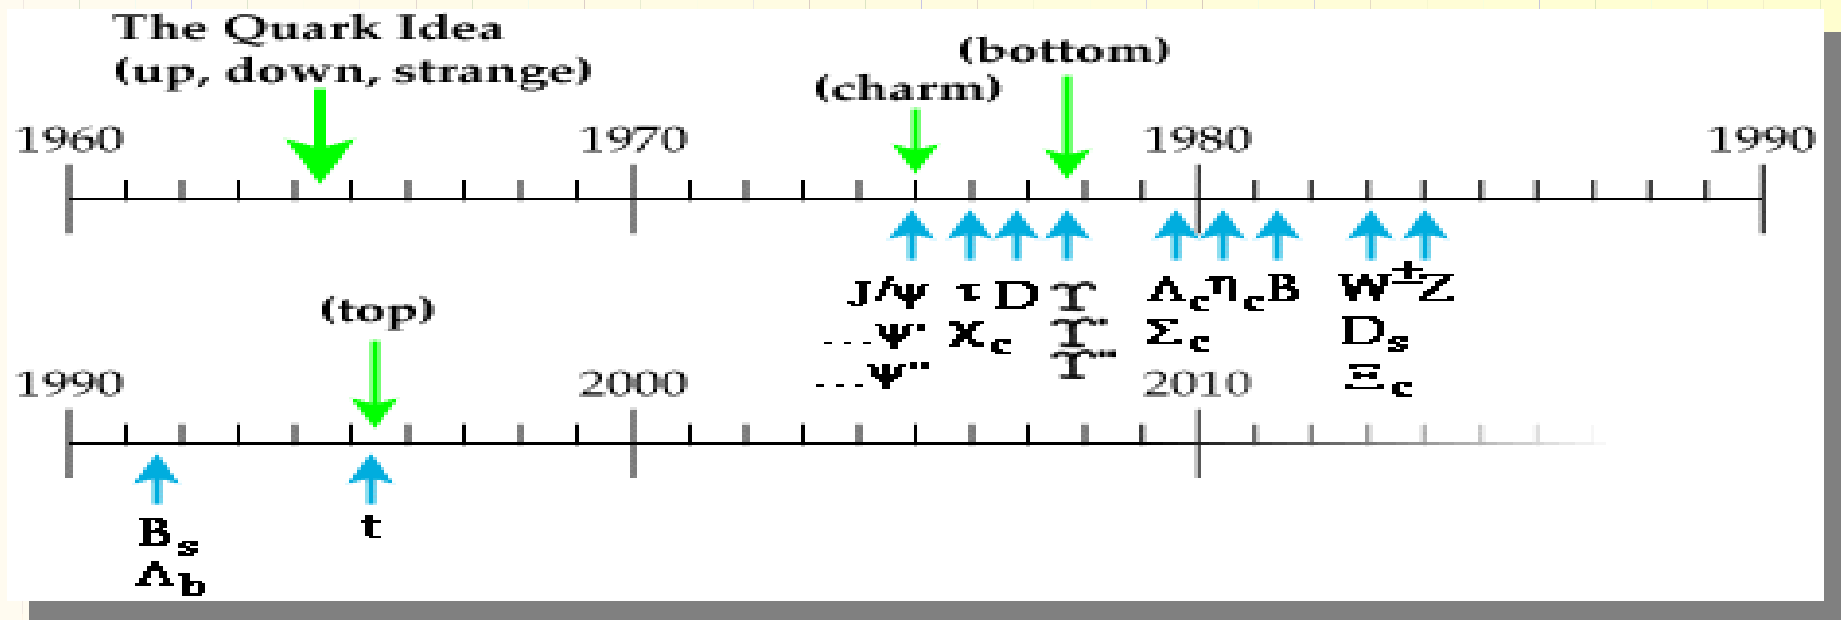 The Quark Idea
(up, down, strange)
(bottom)
(charm)
1960 1970 1980 1990
J/ψ τ D ϒ Λc ηc B W± Z
---ψ' χc ϒ' Σc Ds
---ψ'' ϒ'' Ξc
(top)
1990 2000 2010
Bs t
Λb